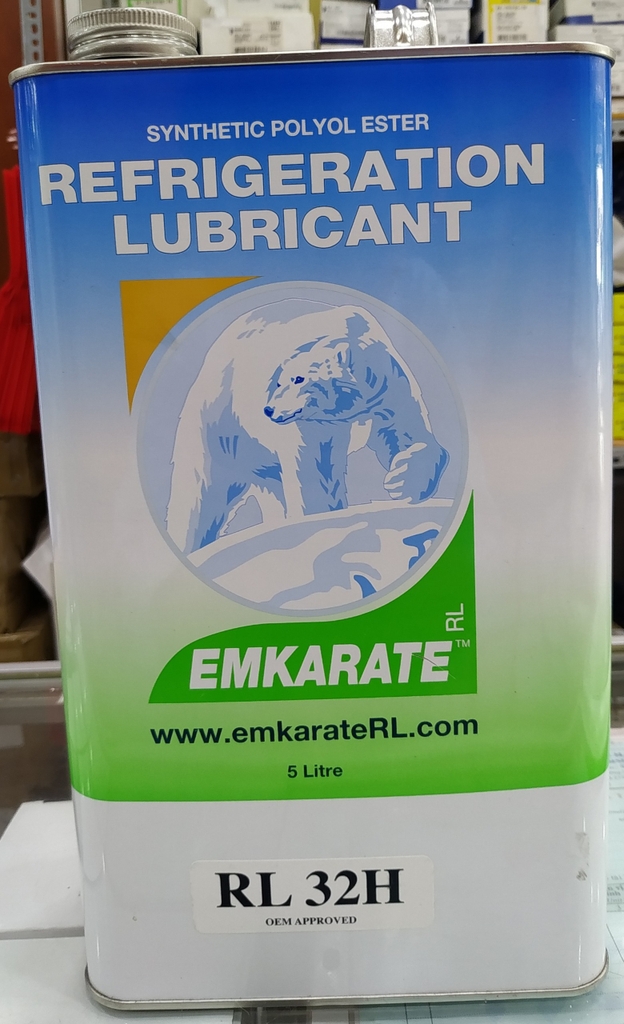 SYNTHETIC POLYOL ESTER
REFRIGERATION
LUBRICANT
RL
EMKARATE™
www.emkarateRL.com
5 Litre
RL 32H
OEM APPROVED